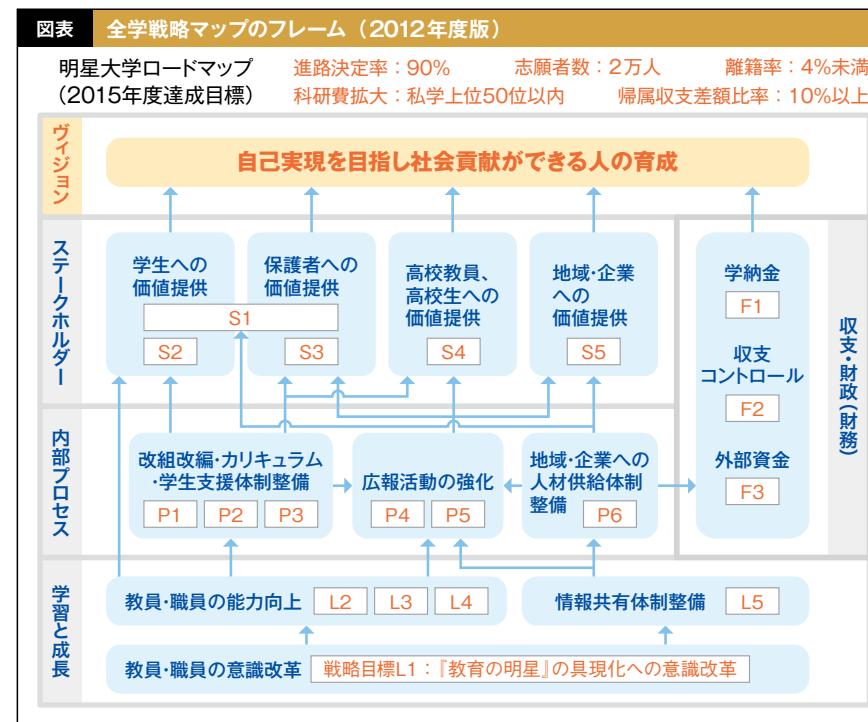 図表 全学戦略マップのフレーム（2012年度版）
明星大学ロードマップ 進路決定率：90% 志願者数：2万人 離籍率：4%未満
（2015年度達成目標） 科研費拡大：私学上位50位以内 帰属収支差額比率：10%以上
ヴィジョン
自己実現を目指し社会貢献ができる人の育成
ステークホルダー
学生への
価値提供
保護者への
価値提供
S1
S2
S3
高校教員、
高校生への
価値提供
S4
地域・企業
への
価値提供
S5
学納金
F1
収支
コントロール
F2
外部資金
F3
収支・財政（財務）
内部プロセス
改組改編・カリキュラム
・学生支援体制整備
P1 P2 P3
広報活動の強化
P4 P5
地域・企業への
人材供給体制
整備 P6
学習と成長
教員・職員の能力向上 L2 L3 L4
情報共有体制整備 L5
教員・職員の意識改革 戦略目標L1：『教育の明星』の具現化への意識改革